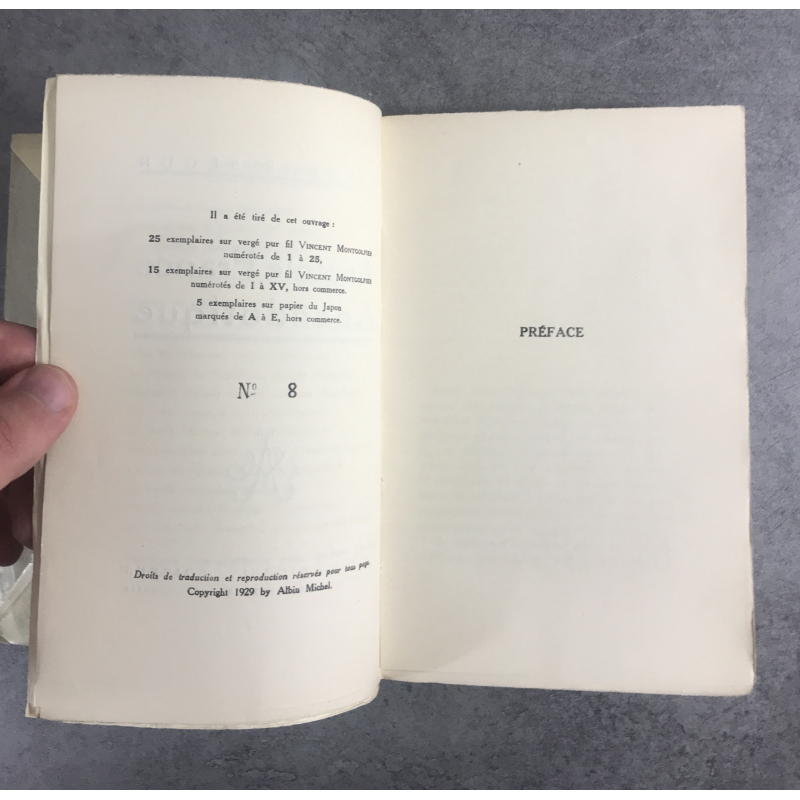 Il a été tiré de cet ouvrage :
25 exemplaires sur vergé pur fil VINCENT MONTGOLFIER
numérotés de 1 à 25,
15 exemplaires sur vergé pur fil VINCENT MONTGOLFIER
numérotés de I à XV, hors commerce.
5 exemplaires sur papier du Japon
marqués de A à E, hors commerce.
Nº 8
Droits de traduction et reproduction réservés pour tous pays.
Copyright 1929 by Albin Michel.
PRÉFACE